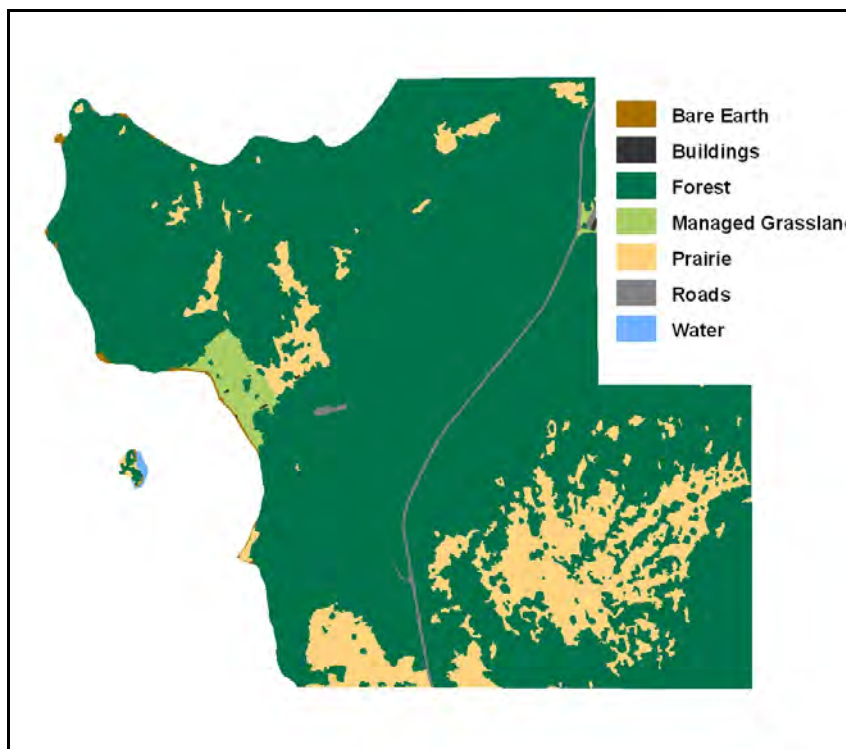 Bare Earth
Buildings
Forest
Managed Grasslan
Prairie
Roads
Water